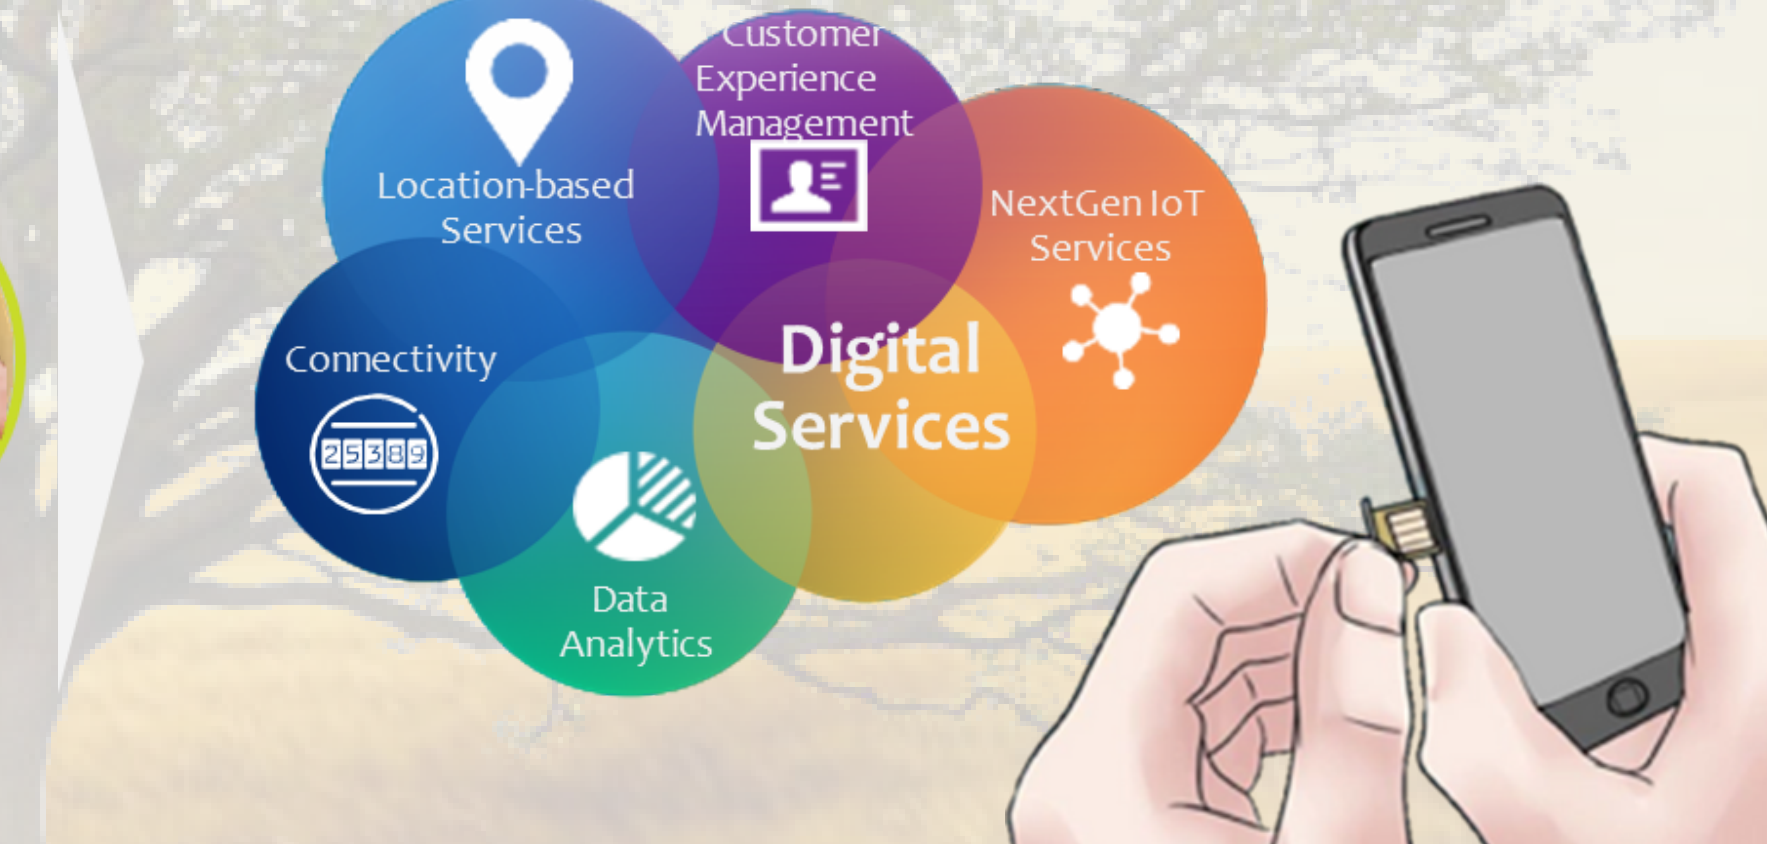 Customer
Experience
Management
Location-based
Services
NextGen IoT
Services
Connectivity
25389
Digital
Services
Data
Analytics